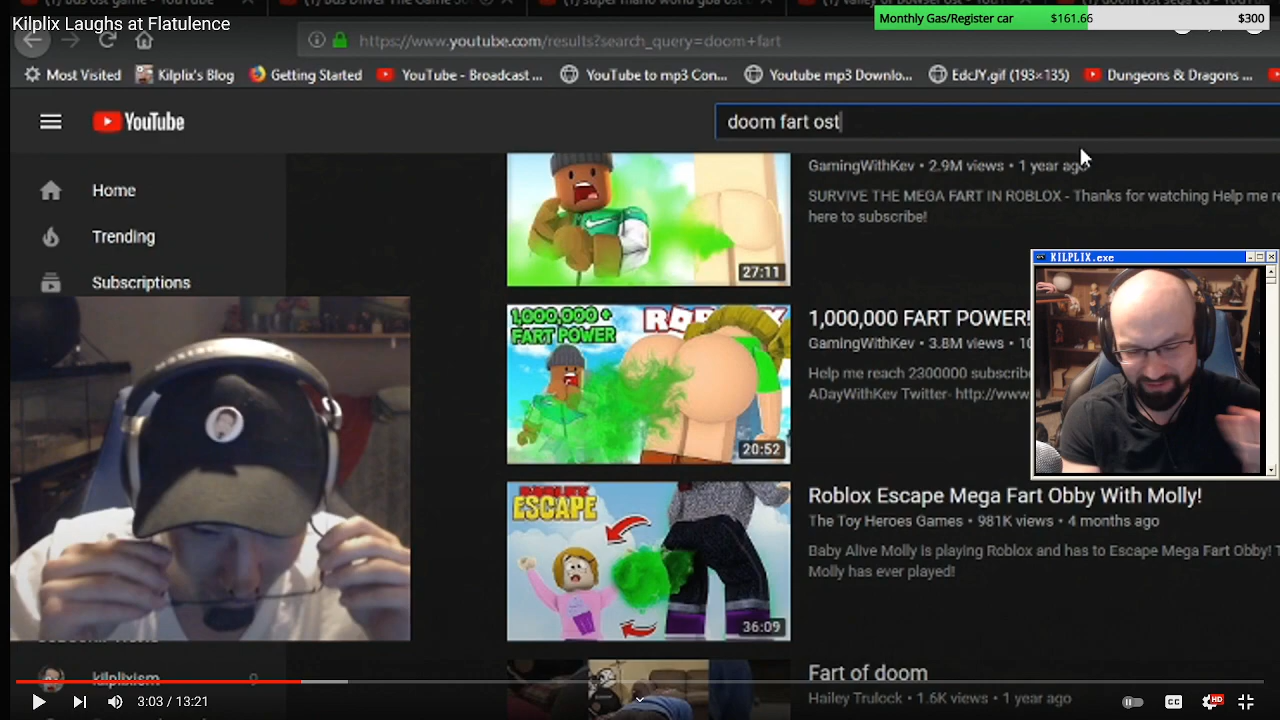 Kilplix Laughs at Flatulence
Monthly Gas/Register car $161.66 $300
https://www.youtube.com/results?search_query=doom+fart
Most Visited Kilplix's Blog Getting Started YouTube - Broadcast ... YouTube to mp3 Con... Youtube mp3 Downlo... EdcJY.gif (193×135) Dungeons & Dragons ...
YouTube
doom fart ost
Home
Trending
Subscriptions
GamingWithKev • 2.9M views • 1 year ago
SURVIVE THE MEGA FART IN ROBLOX - Thanks for watching Help me
here to subscribe!
27:11
KILPLIX.exe
1,000,000 +
FART POWER
20:52
1,000,000 FART POWER!
GamingWithKev • 3.8M views •
Help me reach 2300000
ADayWithKev Twitter- http://www.
ESCAPE
36:09
Roblox Escape Mega Fart Obby With Molly!
The Toy Heroes Games • 981K views • 4 months ago
Baby Alive Molly is playing Roblox and has to Escape Mega Fart Obby!
Molly has ever played!
Fart of doom
Hailey Trulock • 1.6K views • 1 year ago
kilplixism 9
3:03 / 13:21
CC
HD